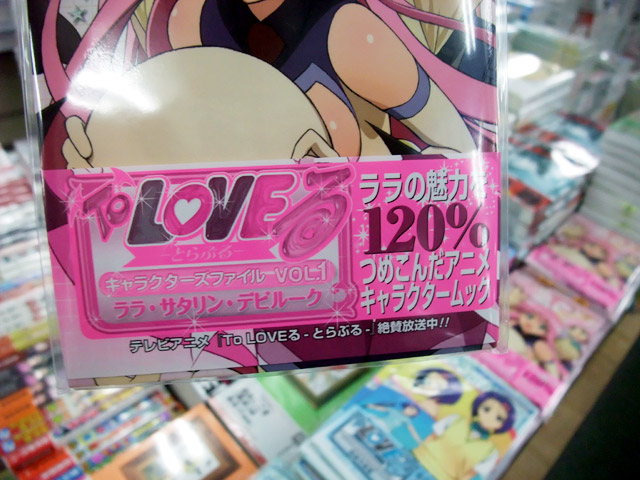 To LOVEる
―とらぶる―
キャラクターズファイル VOL.1
ララ・サタリン・デビルーク
ララの魅力を
120%
つめこんだアニメ
キャラクタームック
テレビアニメ『To LOVEる - とらぶる -』絶賛放送中!!
LOVE